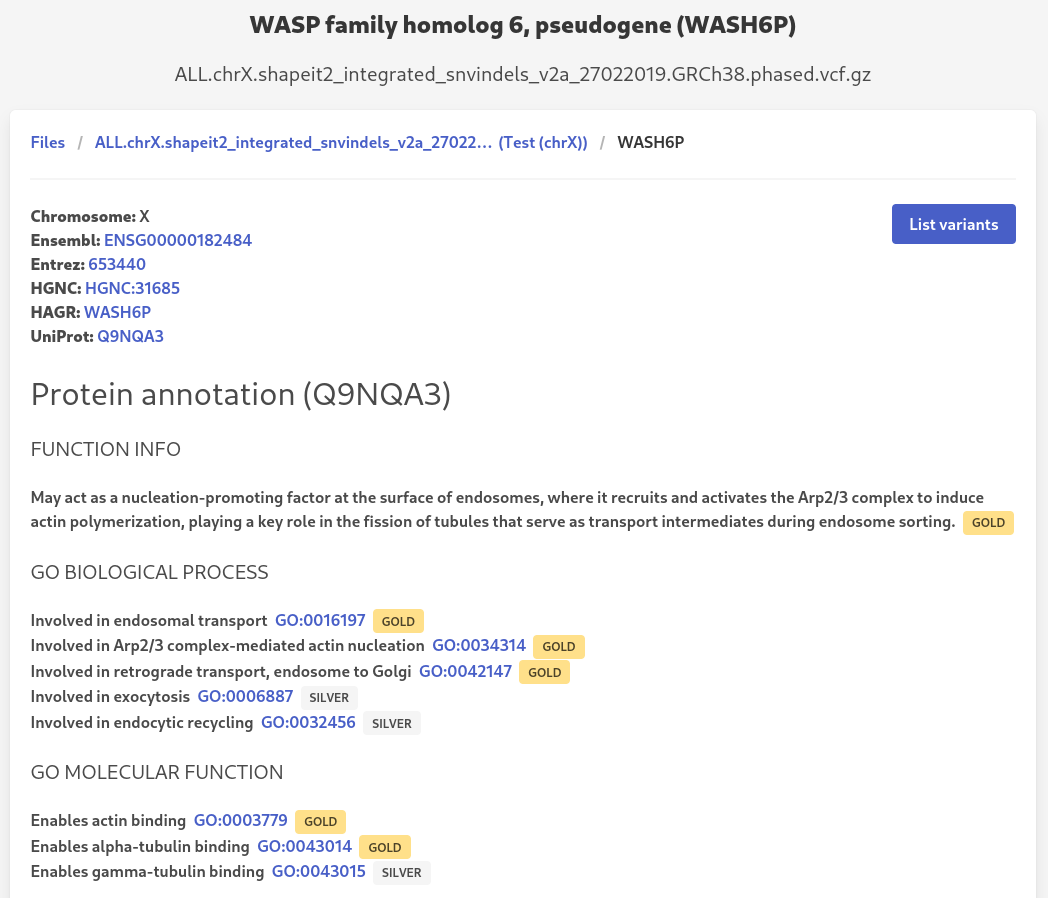 WASP family homolog 6, pseudogene (WASH6P)
ALL.chrX.shapeit2_integrated_snvindels_v2a_27022019.GRCh38.phased.vcf.gz
Files / ALL.chrX.shapeit2_integrated_snvindels_v2a_27022... (Test (chrX)) / WASH6P
Chromosome: X
List variants
Ensembl: ENSG00000182484
Entrez: 653440
HGNC: HGNC:31685
HAGR: WASH6P
UniProt: Q9NQA3
Protein annotation (Q9NQA3)
FUNCTION INFO
May act as a nucleation-promoting factor at the surface of endosomes, where it recruits and activates the Arp2/3 complex to induce
actin polymerization, playing a key role in the fission of tubules that serve as transport intermediates during endosome sorting. GOLD
GO BIOLOGICAL PROCESS
Involved in endosomal transport GO:0016197 GOLD
Involved in Arp2/3 complex-mediated actin nucleation GO:0034314 GOLD
Involved in retrograde transport, endosome to Golgi GO:0042147 GOLD
Involved in exocytosis GO:0006887 SILVER
Involved in endocytic recycling GO:0032456 SILVER
GO MOLECULAR FUNCTION
Enables actin binding GO:0003779 GOLD
Enables alpha-tubulin binding GO:0043014 GOLD
Enables gamma-tubulin binding GO:0043015 SILVER